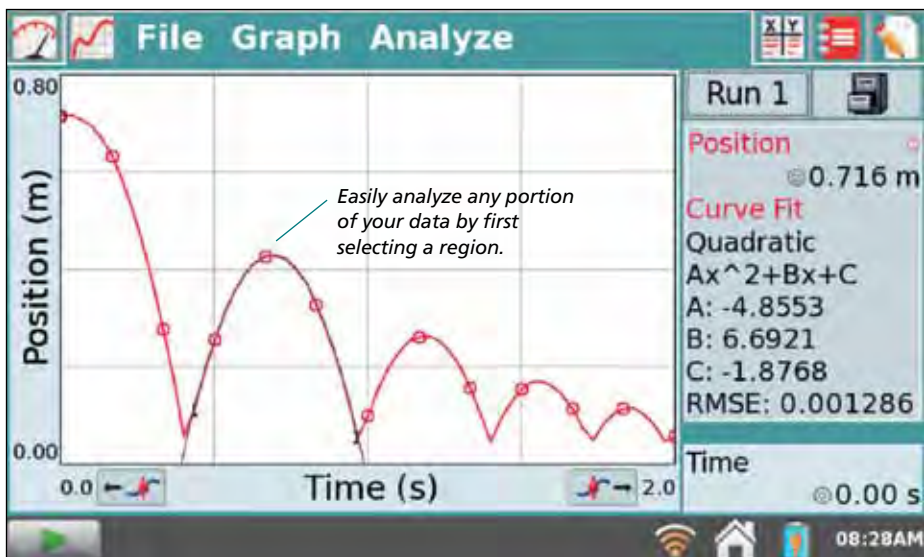 File Graph Analyze
X Y
0.80
Position (m)
0.00
0.0
Time (s)
2.0
Easily analyze any portion
of your data by first
selecting a region.
Run 1
Position
0.716 m
Curve Fit
Quadratic
Ax^2+Bx+C
A: -4.8553
B: 6.6921
C: -1.8768
RMSE: 0.001286
Time
0.00 s
08:28AM